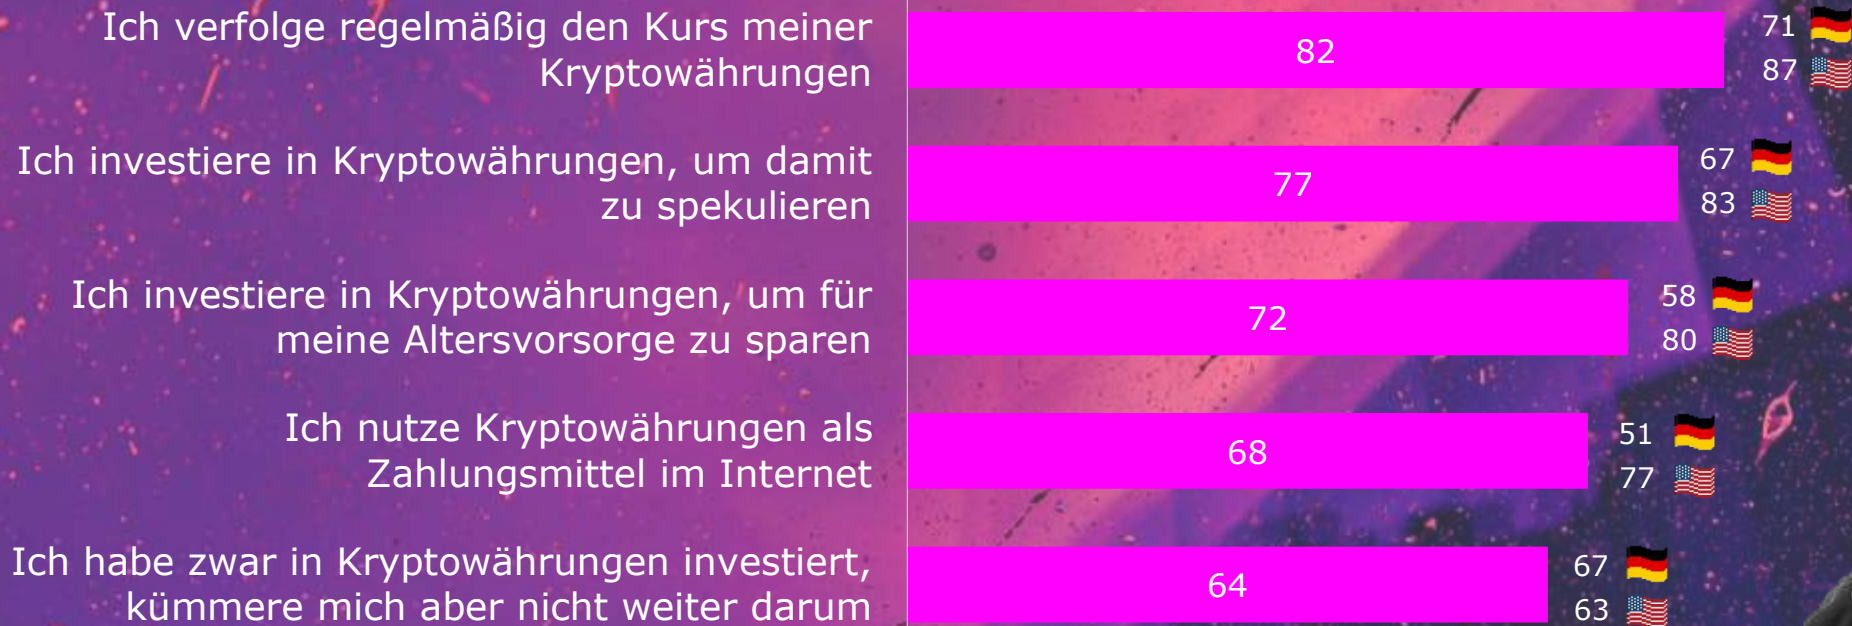 Ich verfolge regelmäßig den Kurs meiner
Kryptowährungen
82
71
87
Ich investiere in Kryptowährungen, um damit
zu spekulieren
77
67
83
Ich investiere in Kryptowährungen, um für
meine Altersvorsorge zu sparen
72
58
80
Ich nutze Kryptowährungen als
Zahlungsmittel im Internet
68
51
77
Ich habe zwar in Kryptowährungen investiert,
kümmere mich aber nicht weiter darum
64
67
63